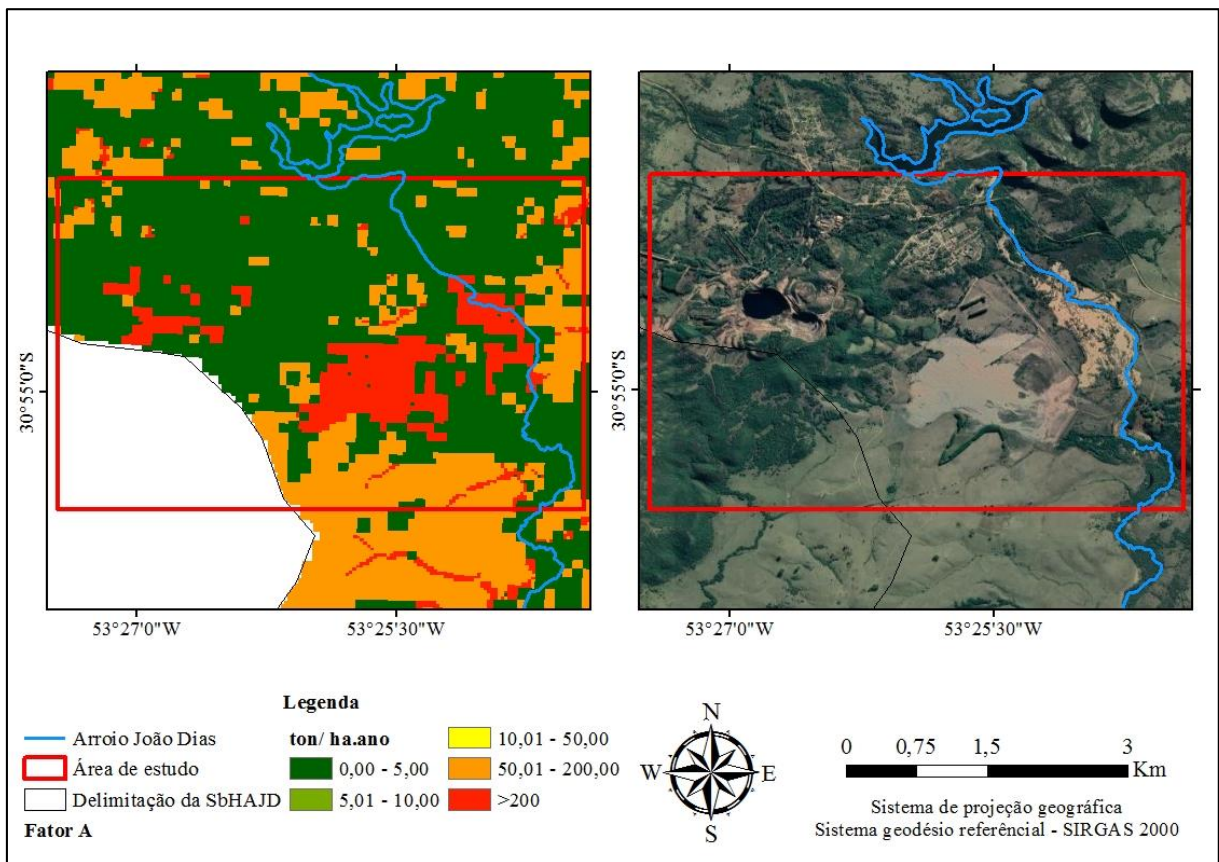 30°55'0"S
30°55'0"S
53°27'0"W
53°25'30"W
53°27'0"W
53°25'30"W
Legenda
Arroio João Dias
Área de estudo
Delimitação da SbHAJD
Fator A
ton/ ha.ano
0,00 - 5,00
5,01 - 10,00
10,01 - 50,00
50,01 - 200,00
>200
N
W
E
S
0 0,75 1,5 3
Km
Sistema de projeção geográfica
Sistema geodésio referêncial - SIRGAS 2000